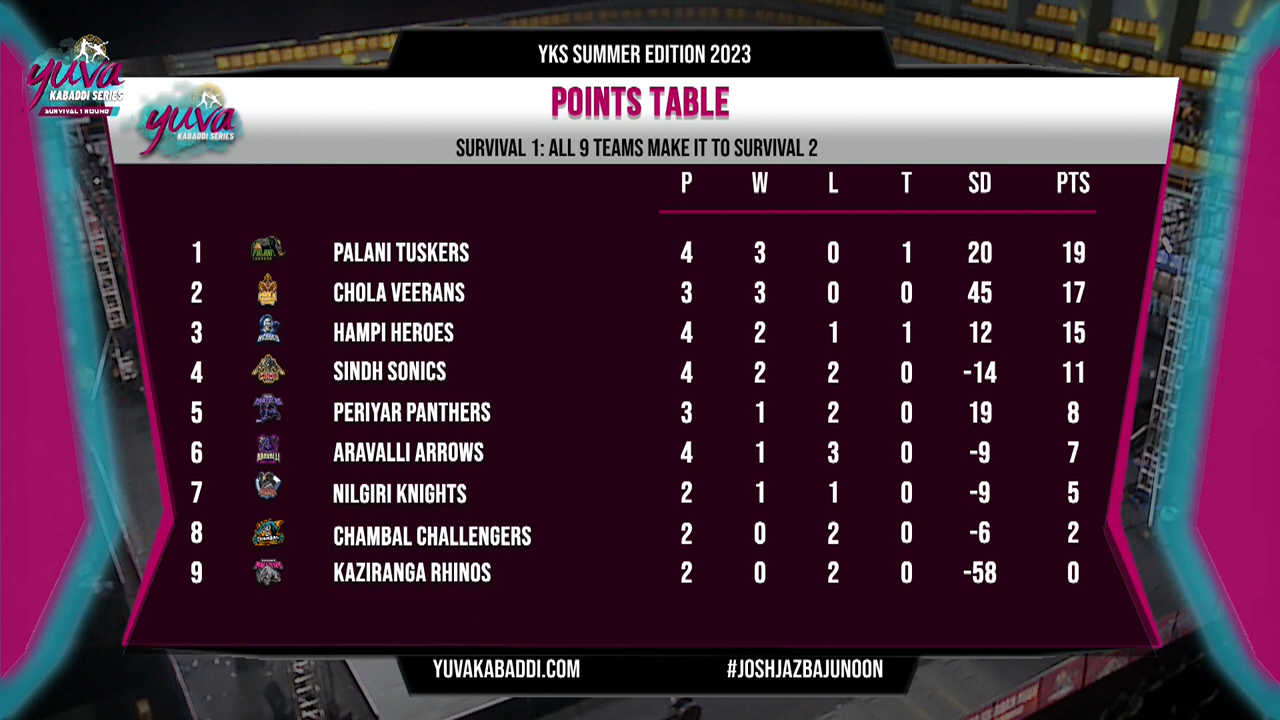 YKS SUMMER EDITION 2023
yuva
KABADDI SERIES
SURVIVAL 1 ROUND
yuva
KABADDI SERIES
POINTS TABLE
SURVIVAL 1: ALL 9 TEAMS MAKE IT TO SURVIVAL 2
P W L T SD PTS
1 PALANI TUSKERS 4 3 0 1 20 19
2 CHOLA VEERANS 3 3 0 0 45 17
3 HAMPI HEROES 4 2 1 1 12 15
4 SINDH SONICS 4 2 2 0 -14 11
5 PERIYAR PANTHERS 3 1 2 0 19 8
6 ARAVALLI ARROWS 4 1 3 0 -9 7
7 NILGIRI KNIGHTS 2 1 1 0 -9 5
8 CHAMBAL CHALLENGERS 2 0 2 0 -6 2
9 KAZIRANGA RHINOS 2 0 2 0 -58 0
YUVAKABADDI.COM #JOSHJAZBAJUNOON